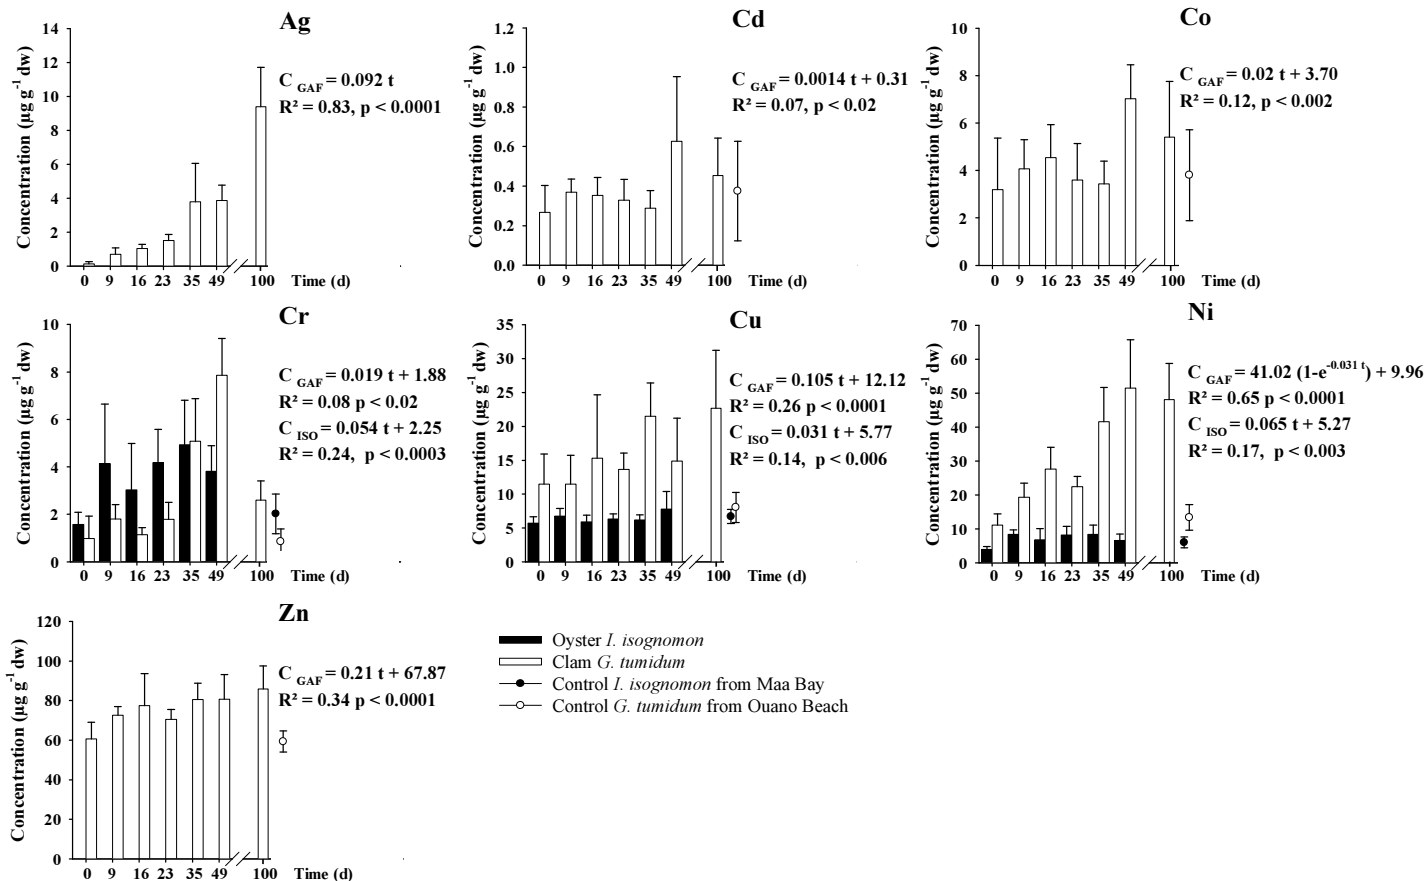 Ag
14
12
10
8
6
4
2
0
Concentration (µg g-1 dw)
C GAF = 0.092 t
R² = 0.83, p < 0.0001
0 9 16 23 35 49 100 Time (d)
Cd
1.2
1.0
0.8
0.6
0.4
0.2
0.0
Concentration (µg g-1 dw)
C GAF = 0.0014 t + 0.31
R² = 0.07, p < 0.02
0 9 16 23 35 49 100 Time (d)
Co
10
8
6
4
2
0
Concentration (µg g-1 dw)
C GAF = 0.02 t + 3.70
R² = 0.12, p < 0.002
0 9 16 23 35 49 100 Time (d)
Cr
10
8
6
4
2
0
Concentration (µg g-1 dw)
C GAF = 0.019 t + 1.88
R² = 0.08 p < 0.02
C ISO = 0.054 t + 2.25
R² = 0.24, p < 0.0003
0 9 16 23 35 49 100 Time (d)
Cu
35
30
25
20
15
10
5
0
Concentration (µg g-1 dw)
C GAF = 0.105 t + 12.12
R² = 0.26 p < 0.0001
C ISO = 0.031 t + 5.77
R² = 0.14, p < 0.006
0 9 16 23 35 49 100 Time (d)
Ni
70
60
50
40
30
20
10
0
Concentration (µg g-1 dw)
C GAF = 41.02 (1-e-0.031 t) + 9.96
R² = 0.65 p < 0.0001
C ISO = 0.065 t + 5.27
R² = 0.17, p < 0.003
0 9 16 23 35 49 100 Time (d)
Zn
120
100
80
60
40
20
0
Concentration (µg g-1 dw)
C GAF = 0.21 t + 67.87
R² = 0.34 p < 0.0001
0 9 16 23 35 49 100 Time (d)
Oyster I. isognomon
Clam G. tumidum
Control I. isognomon from Maa Bay
Control G. tumidum from Ouano Beach